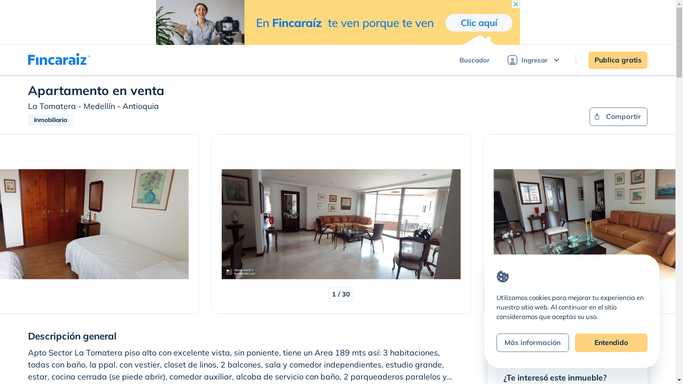 En Fincaraíz te ven porque te ven
Clic aquí
Fincaraíz
Buscador
Ingresar
Publica gratis
Apartamento en venta
La Tomatera - Medellín - Antioquia
Inmobiliaria
Compartir
1 / 30
Utilizamos cookies para mejorar tu experiencia en
nuestro sitio web. Al continuar en el sitio
consideramos que aceptas su uso.
Más información
Entendido
Descripción general
Apto Sector La Tomatera piso alto con excelente vista, sin poniente, tiene un Area 189 mts así: 3 habitaciones,
todas con baño, la ppal. con vestier, closet de linos, 2 balcones, sala y comedor independientes, estudio grande,
estar, cocina cerrada (se piede abrir), comedor auxiliar, alcoba de servicio con baño, 2 parqueaderos paralelos y...
¿Te interesó este inmueble?